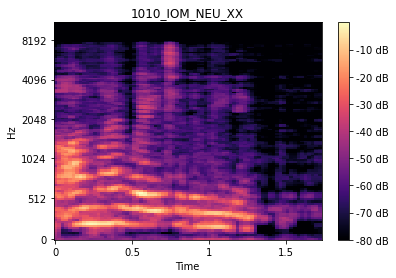 1010_IOM_NEU_XX
8192
4096
2048
1024
512
0
Hz
0
0.5
1
1.5
Time
-10 dB
-20 dB
-30 dB
-40 dB
-50 dB
-60 dB
-70 dB
-80 dB